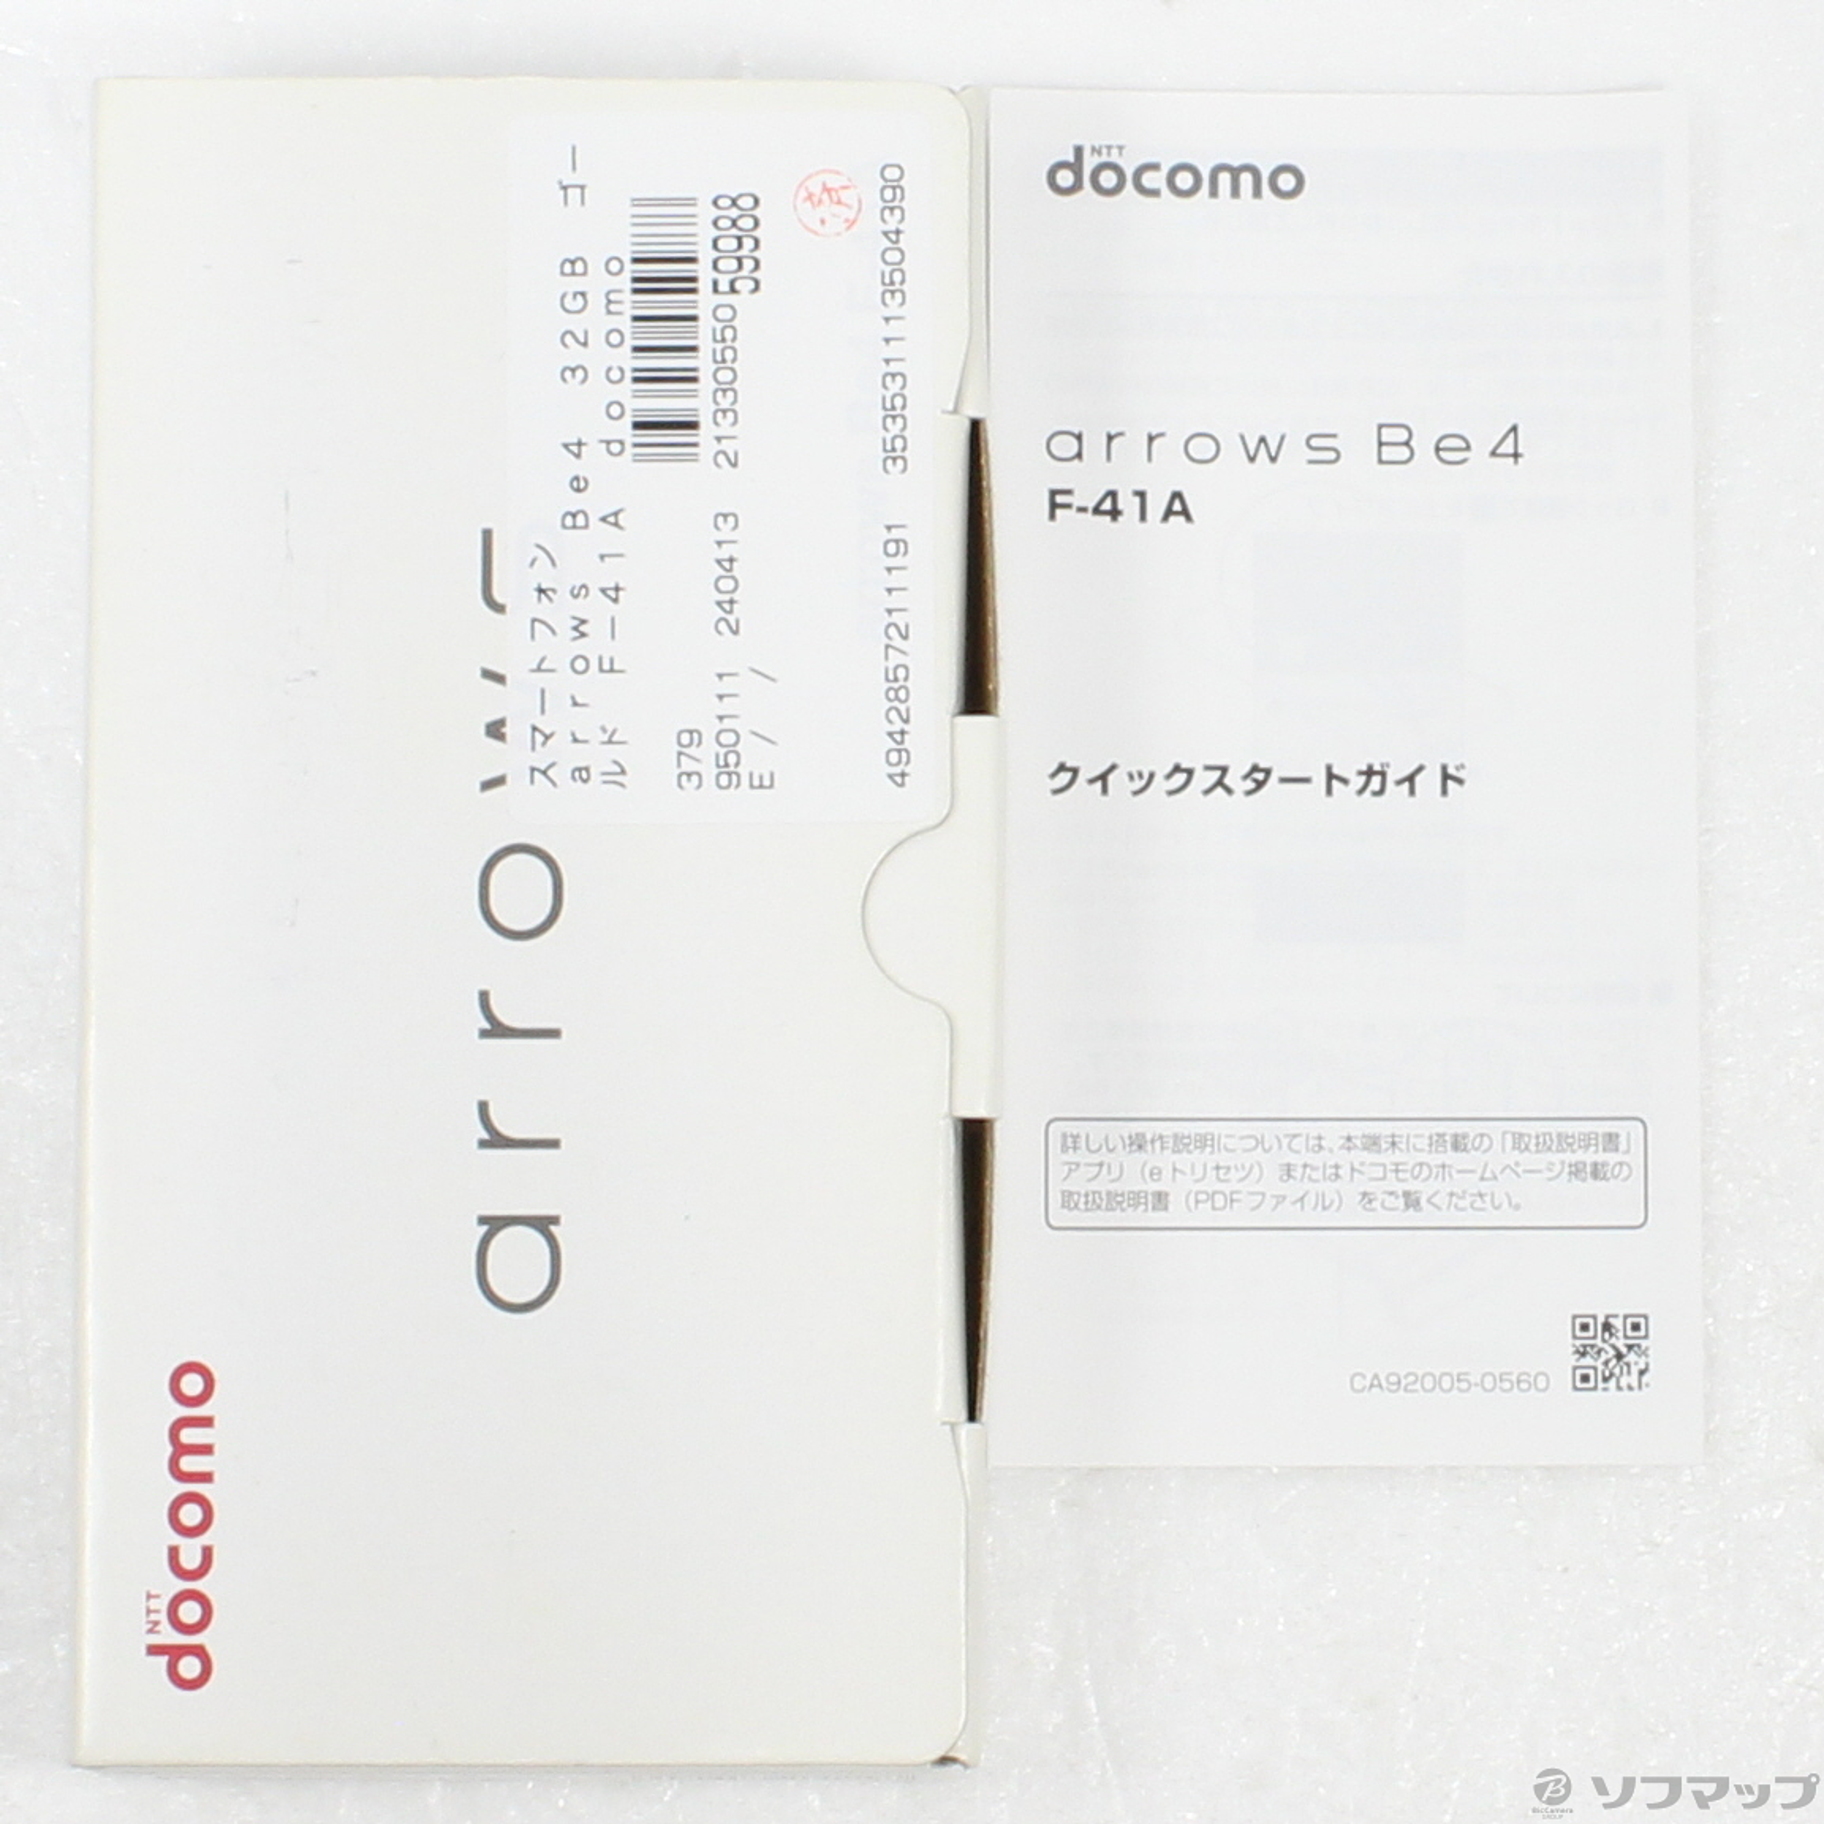 NTT
docomo
arro
スマートフォン
arrows Be4 32GB ゴー
ルド F-41A docomo
379
950111 240413 2133055059988
E / / 59988
4942857211191 353531113504390
NTT
docomo
arrows Be4
F-41A
クイックスタートガイド
詳しい操作説明については、本端末に搭載の「取扱説明書」
アプリ（eトリセツ）またはドコモのホームページ掲載の
取扱説明書（PDFファイル）をご覧ください。
CA92005-0560
BicCamera
GROUP
ソフマップ